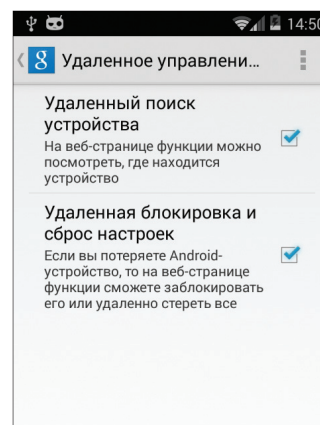 14:50
8 Удаленное управлени...
Удаленный поиск
устройства
На веб-странице функции можно
посмотреть, где находится
устройство
Удаленная блокировка и
сброс настроек
Если вы потеряете Android-
устройство, то на веб-странице
функции сможете заблокировать
его или удаленно стереть все